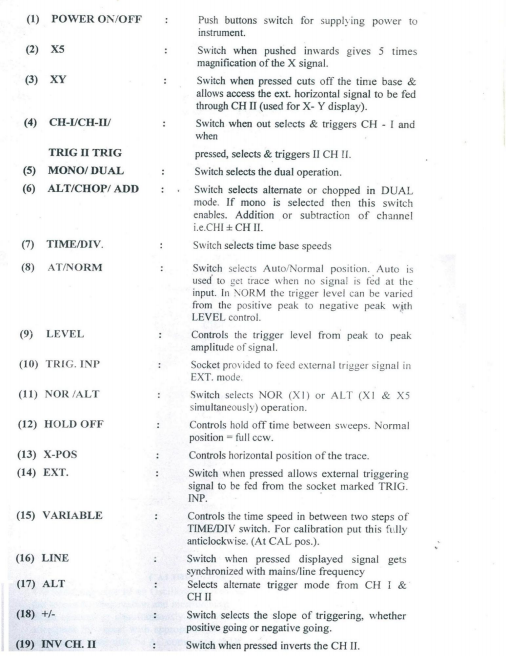 (1) POWER ON/OFF : Push buttons switch for supplying power to
instrument.
(2) X5 : Switch when pushed inwards gives 5 times
magnification of the X signal.
(3) XY : Switch when pressed cuts off the time base &
allows access the ext. horizontal signal to be fed
through CH II (used for X- Y display).
(4) CH-I/CH-II/ : Switch when out selects & triggers CH - I and
when
TRIG II TRIG pressed, selects & triggers II CH II.
(5) MONO/ DUAL : Switch selects the dual operation.
(6) ALT/CHOP/ ADD : Switch selects alternate or chopped in DUAL
mode. If mono is selected then this switch
enables. Addition or subtraction of channel
i.e.CHI ± CH II.
(7) TIME/DIV. : Switch selects time base speeds
(8) AT/NORM : Switch selects Auto/Normal position. Auto is
used to get trace when no signal is fed at the
input. In NORM the trigger level can be varied
from the positive peak to negative peak with
LEVEL control.
(9) LEVEL : Controls the trigger level from peak to peak
amplitude of signal.
(10) TRIG. INP : Socket provided to feed external trigger signal in
EXT. mode.
(11) NOR /ALT : Switch selects NOR (X1) or ALT (X1 & X5
simultaneously) operation.
(12) HOLD OFF : Controls hold off time between sweeps. Normal
position = full ccw.
(13) X-POS : Controls horizontal position of the trace.
(14) EXT. : Switch when pressed allows external triggering
signal to be fed from the socket marked TRIG.
INP.
(15) VARIABLE : Controls the time speed in between two steps of
TIME/DIV switch. For calibration put this fully
anticlockwise. (At CAL pos.).
(16) LINE : Switch when pressed displayed signal gets
synchronized with mains/line frequency
(17) ALT : Selects alternate trigger mode from CH I &
CH II
(18) +/- : Switch selects the slope of triggering, whether
positive going or negative going.
(19) INV CH. II : Switch when pressed inverts the CH II.